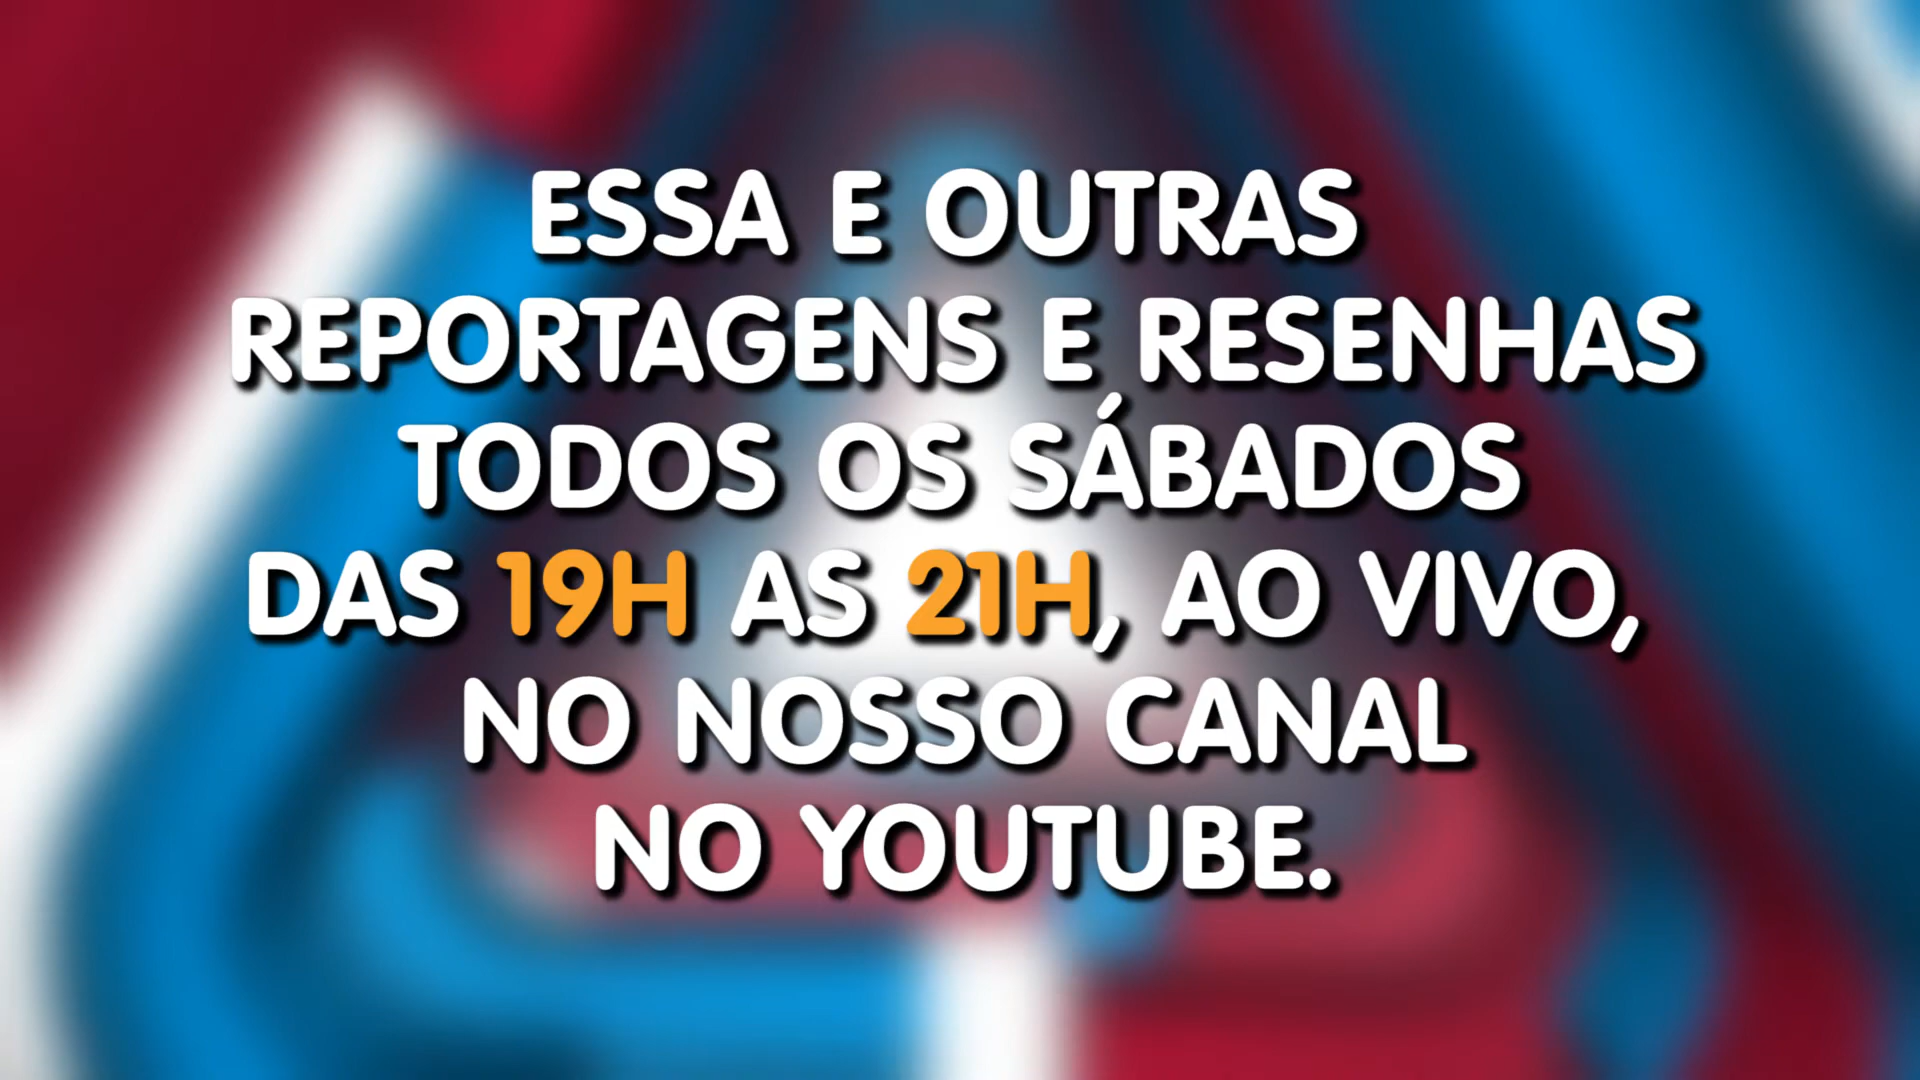 ESSA E OUTRAS
REPORTAGENS E RESENHAS
TODOS OS SÁBADOS
DAS 19H AS 21H, AO VIVO,
NO NOSSO CANAL
NO YOUTUBE.